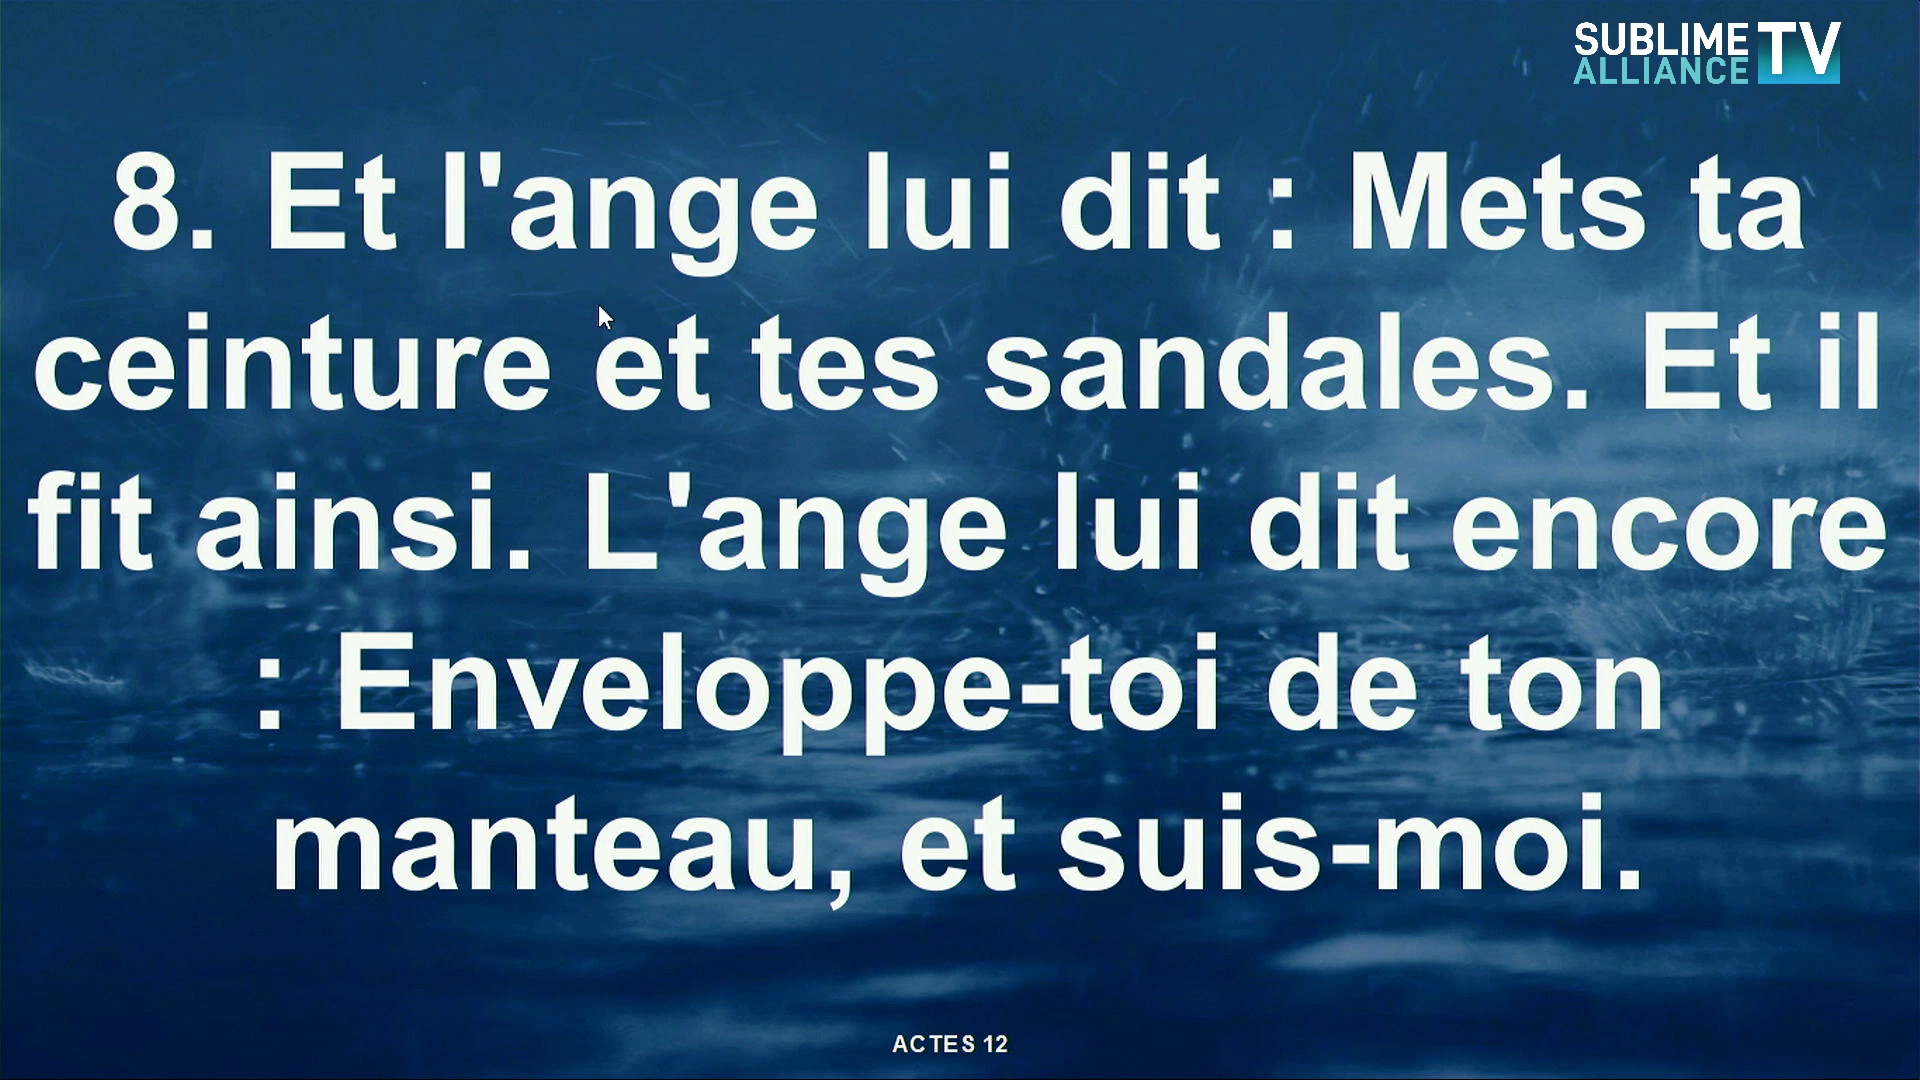 SUBLIME
ALLIANCE TV
8. Et l'ange lui dit : Mets ta
ceinture et tes sandales. Et il
fit ainsi. L'ange lui dit encore
: Enveloppe-toi de ton
manteau, et suis-moi.
ACTES 12